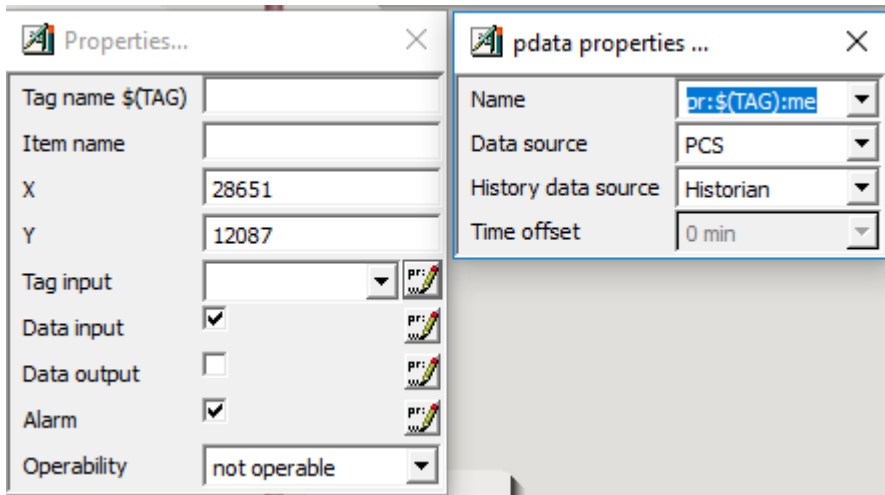 Properties...
Tag name $(TAG)
Item name
X 28651
Y 12087
Tag input
Data input
Data output
Alarm
Operability not operable
pdata properties ...
Name pr:$(TAG):me
Data source PCS
History data source Historian
Time offset 0 min